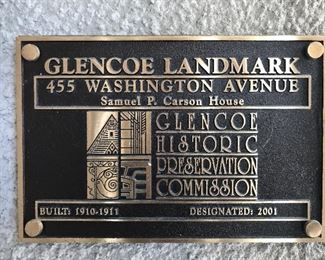 GLENCOE LANDMARK
455 WASHINGTON AVENUE
Samuel P. Carson House
GLENCOE
HISTORIC
PRESERVATION
COMMISSION
BUILT: 1910-1911 DESIGNATED: 2001